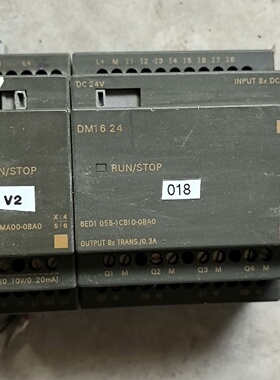 L+
L+ M I1 I2 I3 I4 I5 I6 I7 I8
DC 24V
INPUT 8x DC
DM16 24
N/STOP
RUN/STOP
V2
018
MA00-0BA0
X 4
5 6
6ED1 055-1CB10-0BA0
OUTPUT 8x TRANS./0.3A
(0..10V/0..20mA)
Q1 M Q2 M Q3 M Q4 M